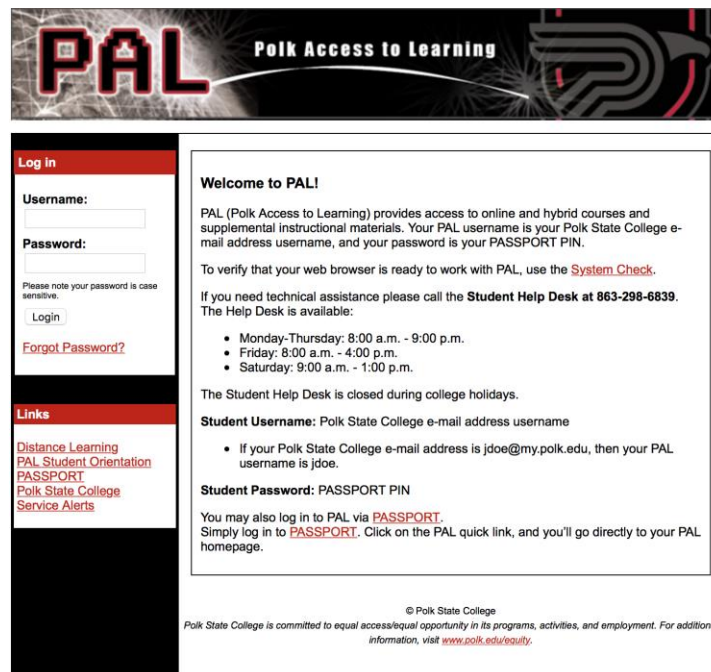 PAL
Polk Access to Learning
Log in
Username:
Password:
Please note your password is case
sensitive.
Login
Forgot Password?
Links
Distance Learning
PAL Student Orientation
PASSPORT
Polk State College
Service Alerts
Welcome to PAL!
PAL (Polk Access to Learning) provides access to online and hybrid courses and
supplemental instructional materials. Your PAL username is your Polk State College e-
mail address username, and your password is your PASSPORT PIN.
To verify that your web browser is ready to work with PAL, use the System Check.
If you need technical assistance please call the Student Help Desk at 863-298-6839.
The Help Desk is available:
• Monday-Thursday: 8:00 a.m. - 9:00 p.m.
• Friday: 8:00 a.m. - 4:00 p.m.
• Saturday: 9:00 a.m. - 1:00 p.m.
The Student Help Desk is closed during college holidays.
Student Username: Polk State College e-mail address username
• If your Polk State College e-mail address is jdoe@my.polk.edu, then your PAL
username is jdoe.
Student Password: PASSPORT PIN
You may also log in to PAL via PASSPORT.
Simply log in to PASSPORT. Click on the PAL quick link, and you'll go directly to your PAL
homepage.
© Polk State College
Polk State College is committed to equal access/equal opportunity in its programs, activities, and employment. For addition
information, visit www.polk.edu/equity.